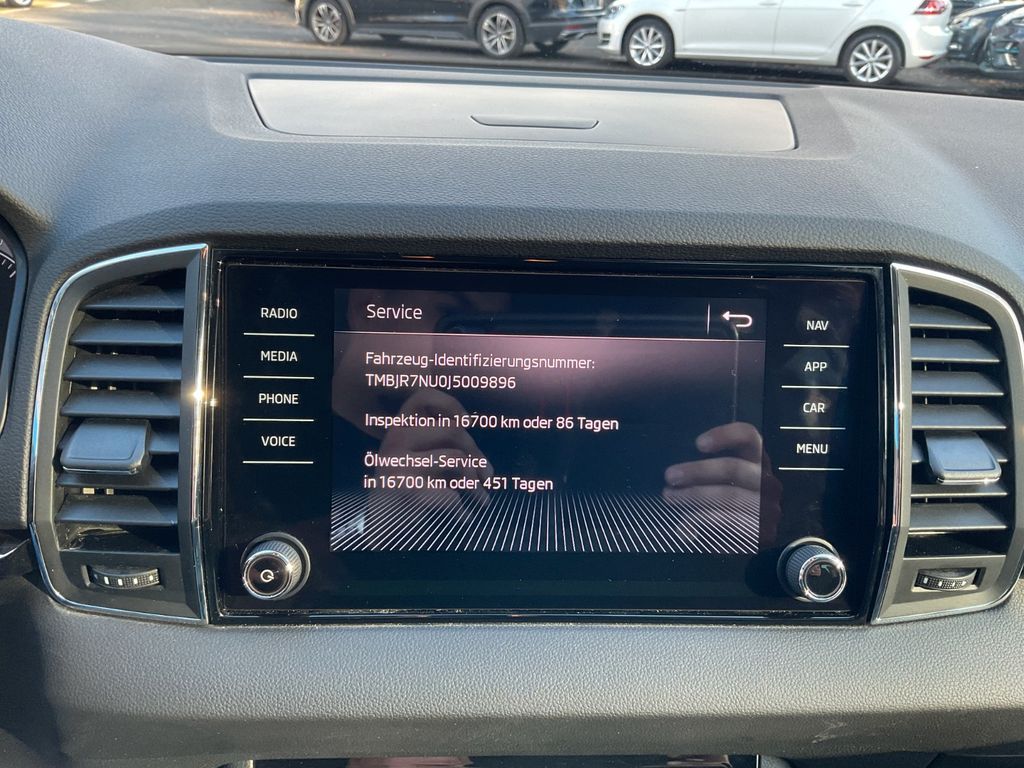 RADIO
MEDIA
PHONE
VOICE
Service
Fahrzeug-Identifizierungsnummer:
TMBJR7NU0J5009896
Inspektion in 16700 km oder 86 Tagen
Ölwechsel-Service
in 16700 km oder 451 Tagen
NAV
APP
CAR
MENU